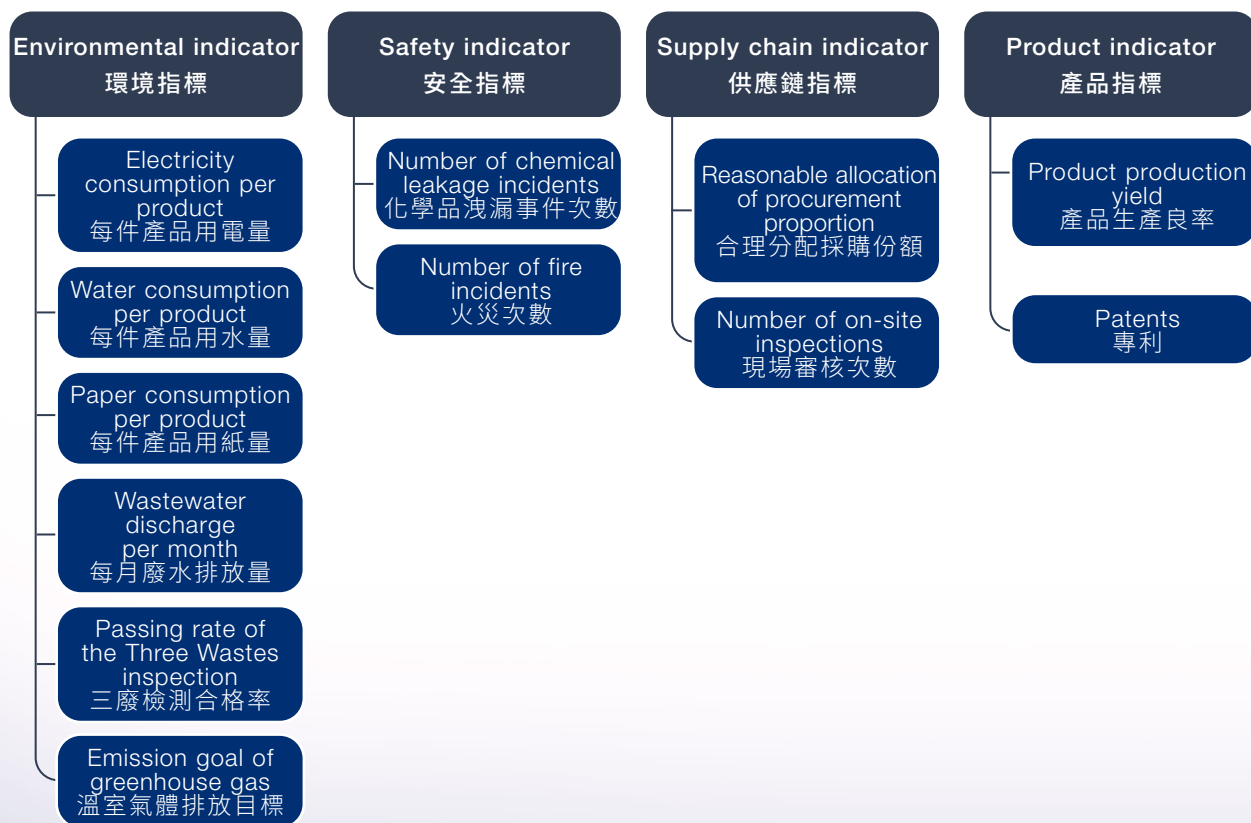 Environmental indicator
環境指標
Electricity
consumption per
product
每件產品用電量
Water consumption
per product
每件產品用水量
Paper consumption
per product
每件產品用紙量
Wastewater
discharge
per month
每月廢水排放量
Passing rate of
the Three Wastes
inspection
三廢檢測合格率
Emission goal of
greenhouse gas
溫室氣體排放目標
Safety indicator
安全指標
Number of chemical
leakage incidents
化學品洩漏事件次數
Number of fire
incidents
火災次數
Supply chain indicator
供應鏈指標
Reasonable allocation
of procurement
proportion
合理分配採購份額
Number of on-site
inspections
現場審核次數
Product indicator
產品指標
Product production
yield
產品生產良率
Patents
專利